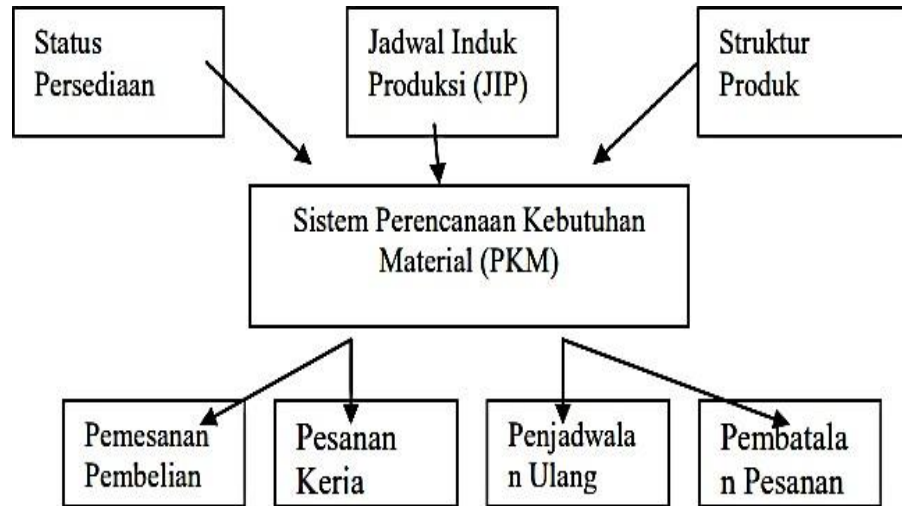 Status
Persediaan
Jadwal Induk
Produksi (JIP)
Struktur
Produk
Sistem Perencanaan Kebutuhan
Material (PKM)
Pemesanan
Pembelian
Pesanan
Kerja
Penjadwala
n Ulang
Pembatala
n Pesanan